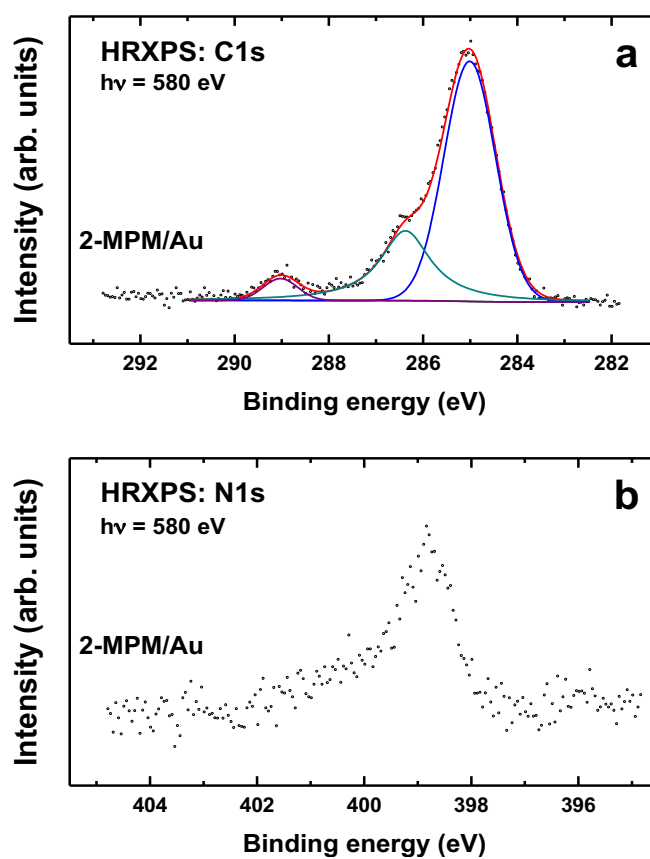 HRXPS: C1s
a
hν = 580 eV
2-MPM/Au
Intensity (arb. units)
292 290 288 286 284 282
Binding energy (eV)
HRXPS: N1s
b
hν = 580 eV
2-MPM/Au
Intensity (arb. units)
404 402 400 398 396
Binding energy (eV)